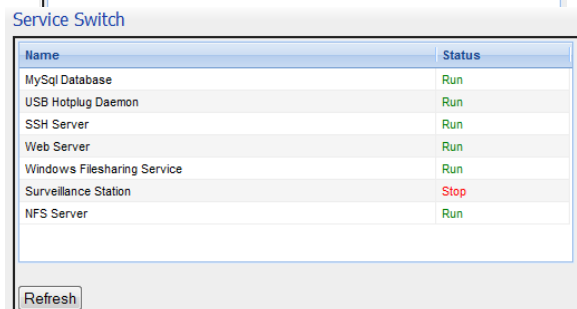 Service Switch
Name Status
MySql Database Run
USB Hotplug Daemon Run
SSH Server Run
Web Server Run
Windows Filesharing Service Run
Surveillance Station Stop
NFS Server Run
Refresh